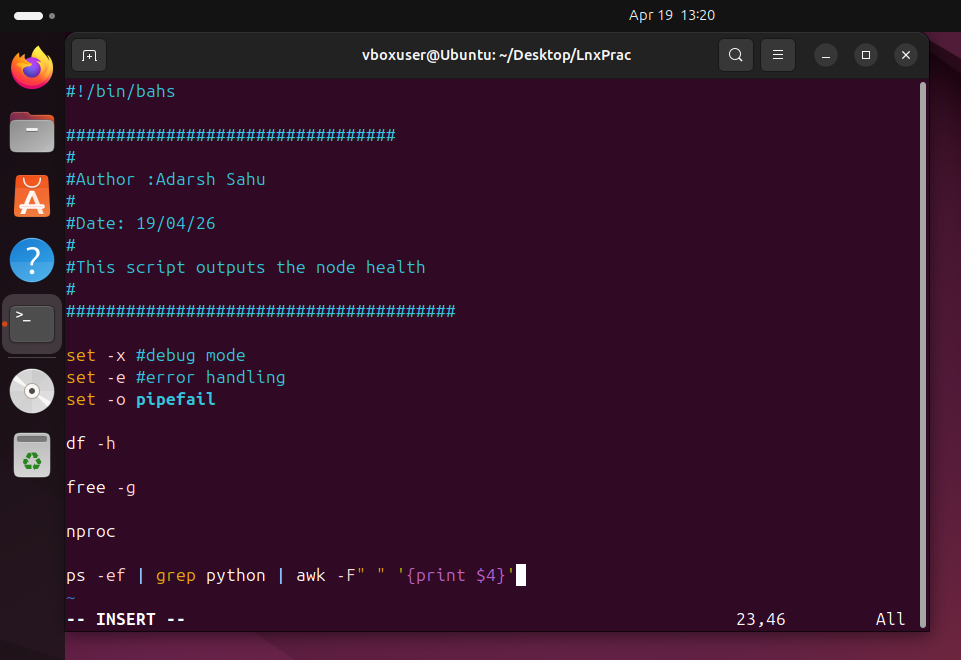 Apr 19 13:20
vboxuser@Ubuntu: ~/Desktop/LnxPrac
#!/bin/bahs
#################################
#
#Author :Adarsh Sahu
#
#Date: 19/04/26
#
#This script outputs the node health
#
#######################################
set -x #debug mode
set -e #error handling
set -o pipefail
df -h
free -g
nproc
ps -ef | grep python | awk -F" " '{print $4}'
~
-- INSERT -- 23,46 All